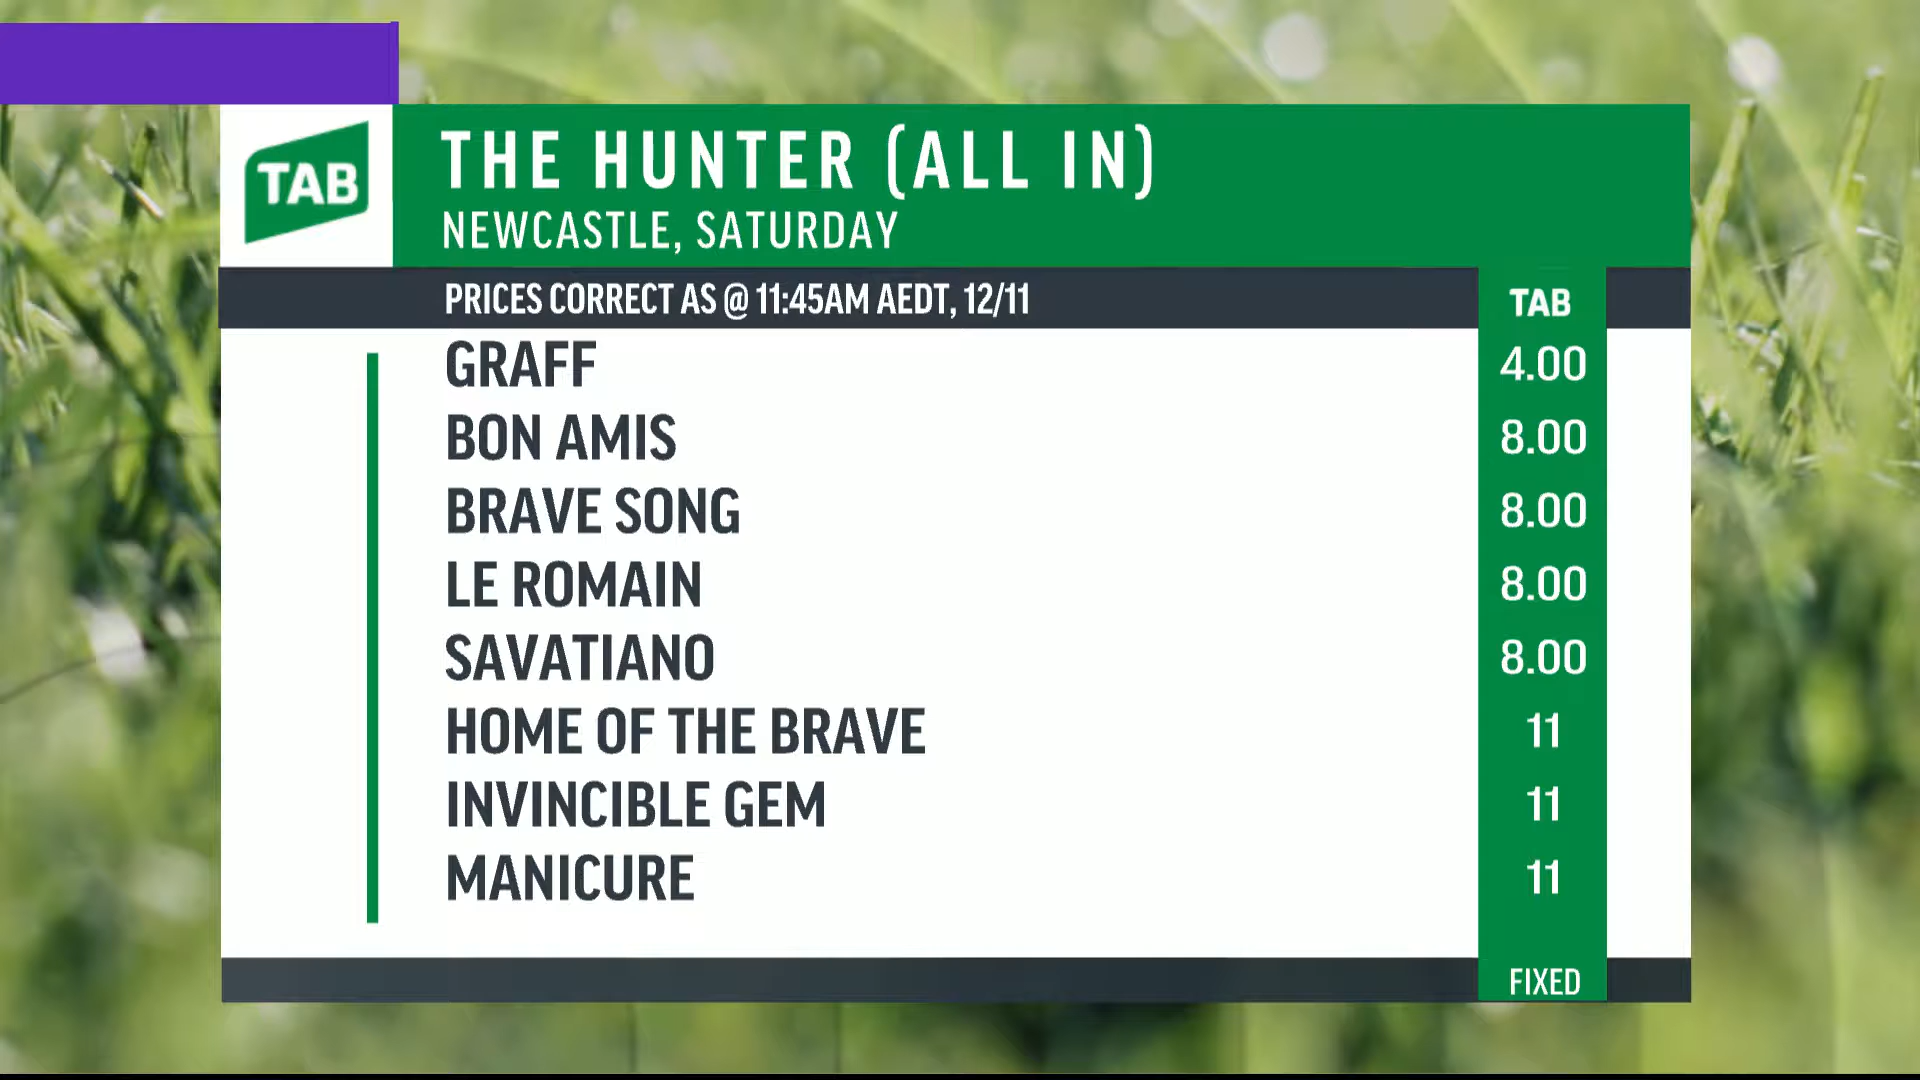 TAB
THE HUNTER (ALL IN)
NEWCASTLE, SATURDAY
PRICES CORRECT AS @ 11:45AM AEDT, 12/11 TAB
GRAFF 4.00
BON AMIS 8.00
BRAVE SONG 8.00
LE ROMAIN 8.00
SAVATIANO 8.00
HOME OF THE BRAVE 11
INVINCIBLE GEM 11
MANICURE 11
FIXED